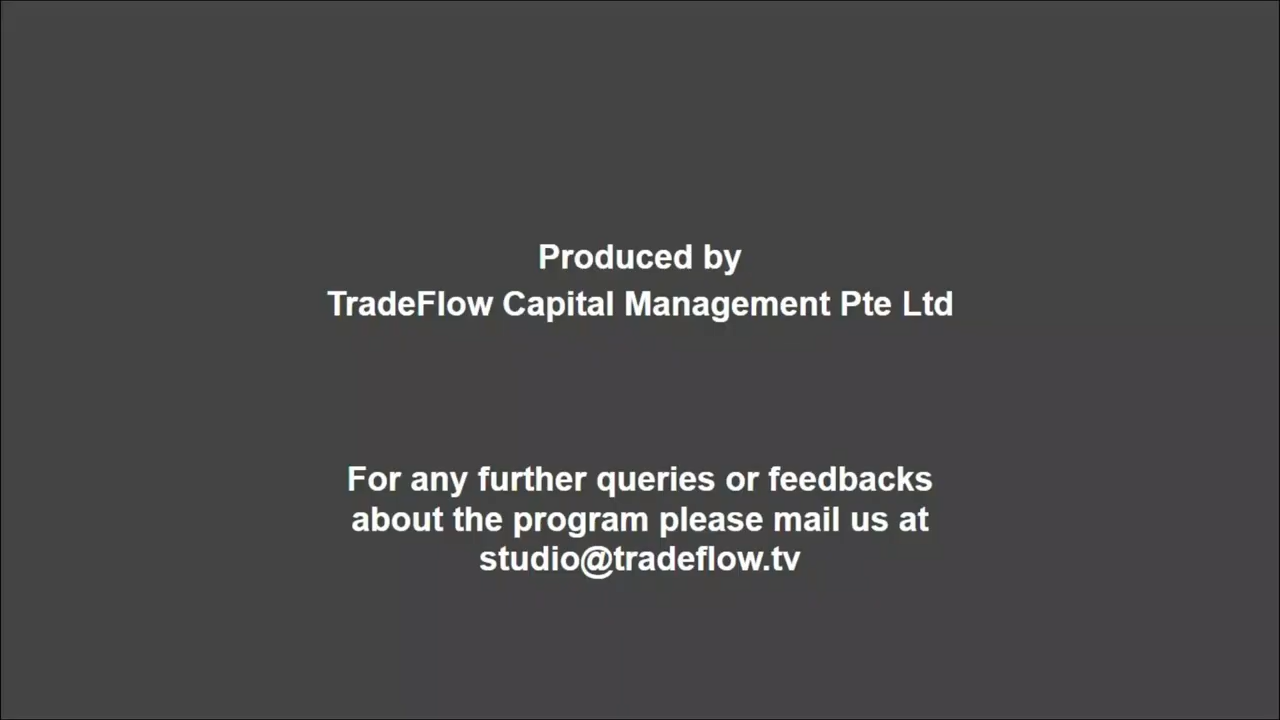 Produced by
TradeFlow Capital Management Pte Ltd
For any further queries or feedbacks
about the program please mail us at
studio@tradeflow.tv